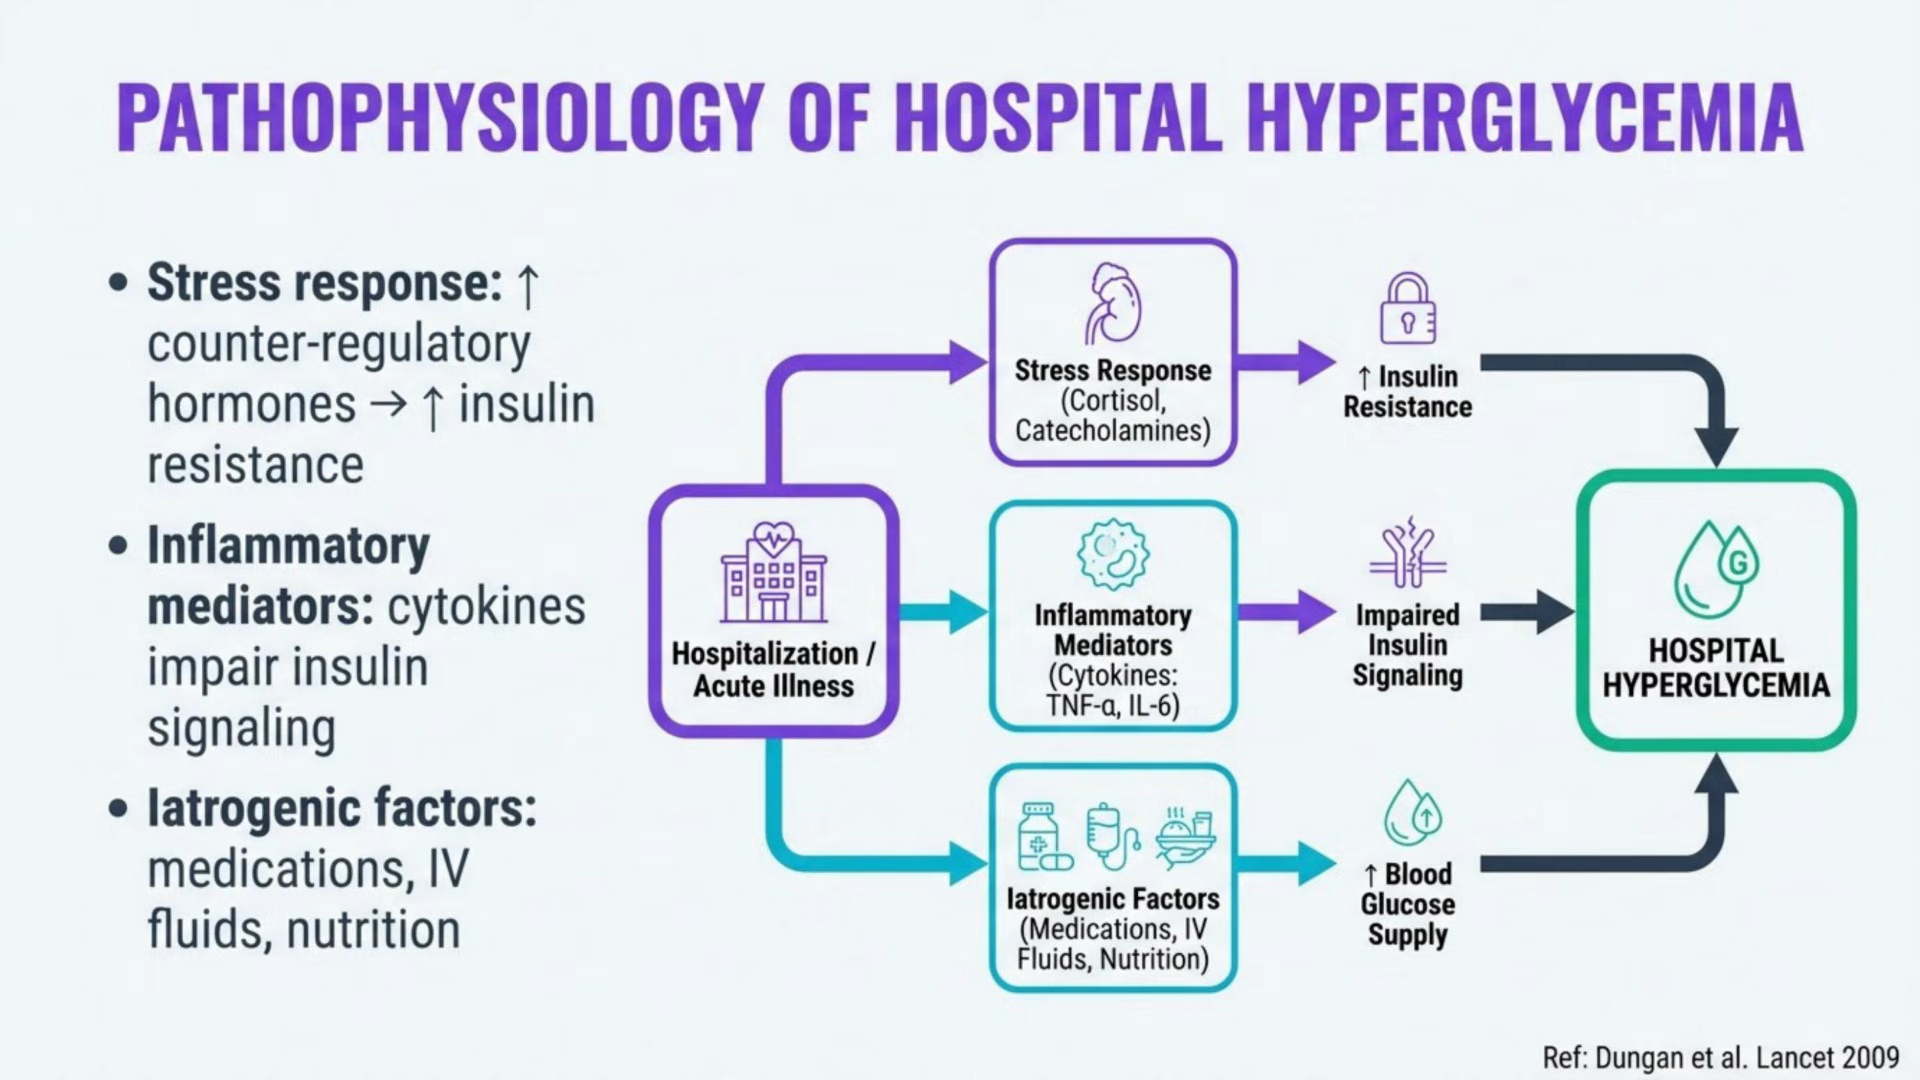 PATHOPHYSIOLOGY OF HOSPITAL HYPERGLYCEMIA
• Stress response: ↑
counter-regulatory
hormones → ↑ insulin
resistance
• Inflammatory
mediators: cytokines
impair insulin
signaling
• Iatrogenic factors:
medications, IV
fluids, nutrition
Hospitalization /
Acute Illness
Stress Response
(Cortisol,
Catecholamines)
↑ Insulin
Resistance
Inflammatory
Mediators
(Cytokines:
TNF-α, IL-6)
Impaired
Insulin
Signaling
Iatrogenic Factors
(Medications, IV
Fluids, Nutrition)
↑ Blood
Glucose
Supply
G
HOSPITAL
HYPERGLYCEMIA
Ref: Dungan et al. Lancet 2009